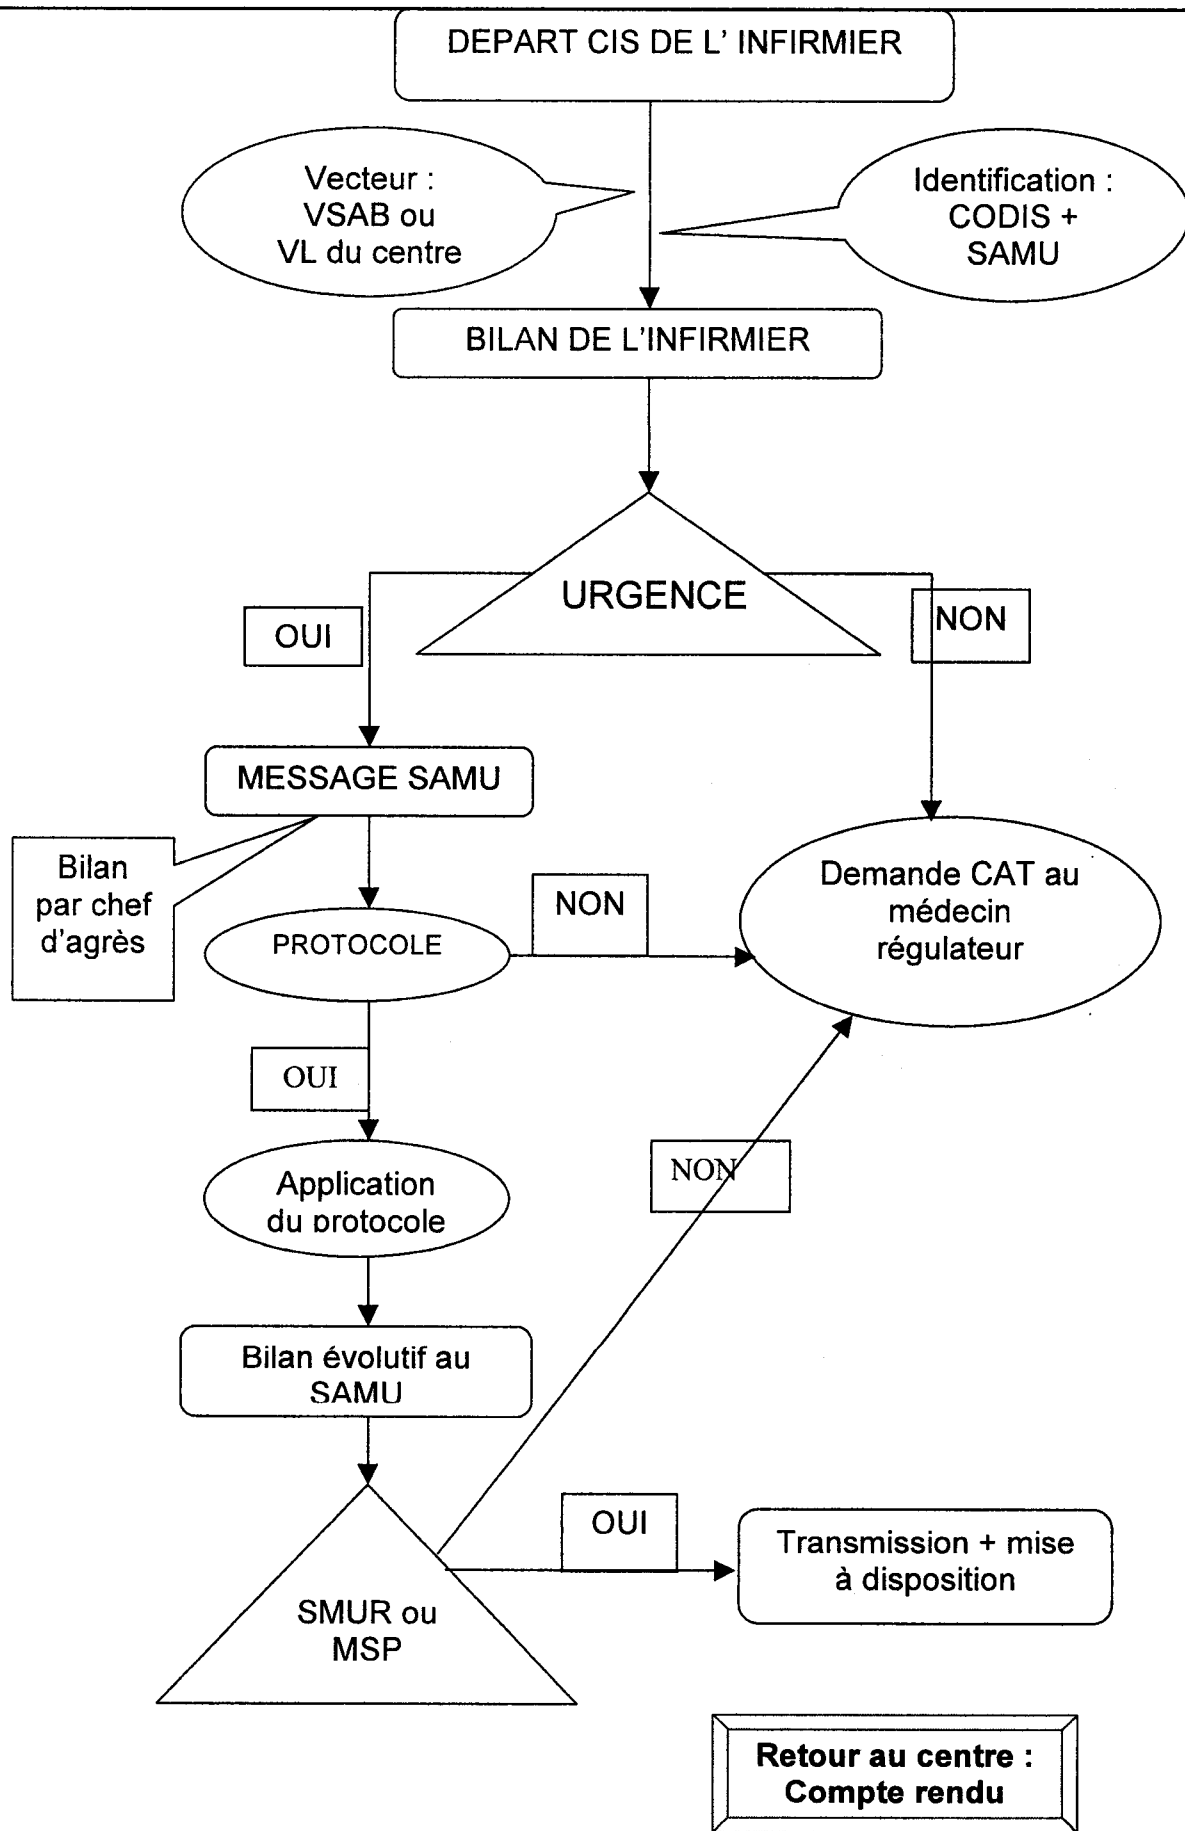 DEPART CIS DE L' INFIRMIER
Vecteur :
VSAB ou
VL du centre
Identification :
CODIS +
SAMU
BILAN DE L'INFIRMIER
URGENCE
OUI
NON
MESSAGE SAMU
Bilan
par chef
d'agrès
PROTOCOLE
NON
Demande CAT au
médecin
régulateur
OUI
Application
du protocole
NON
Bilan évolutif au
SAMU
OUI
Transmission + mise
à disposition
SMUR ou
MSP
Retour au centre :
Compte rendu